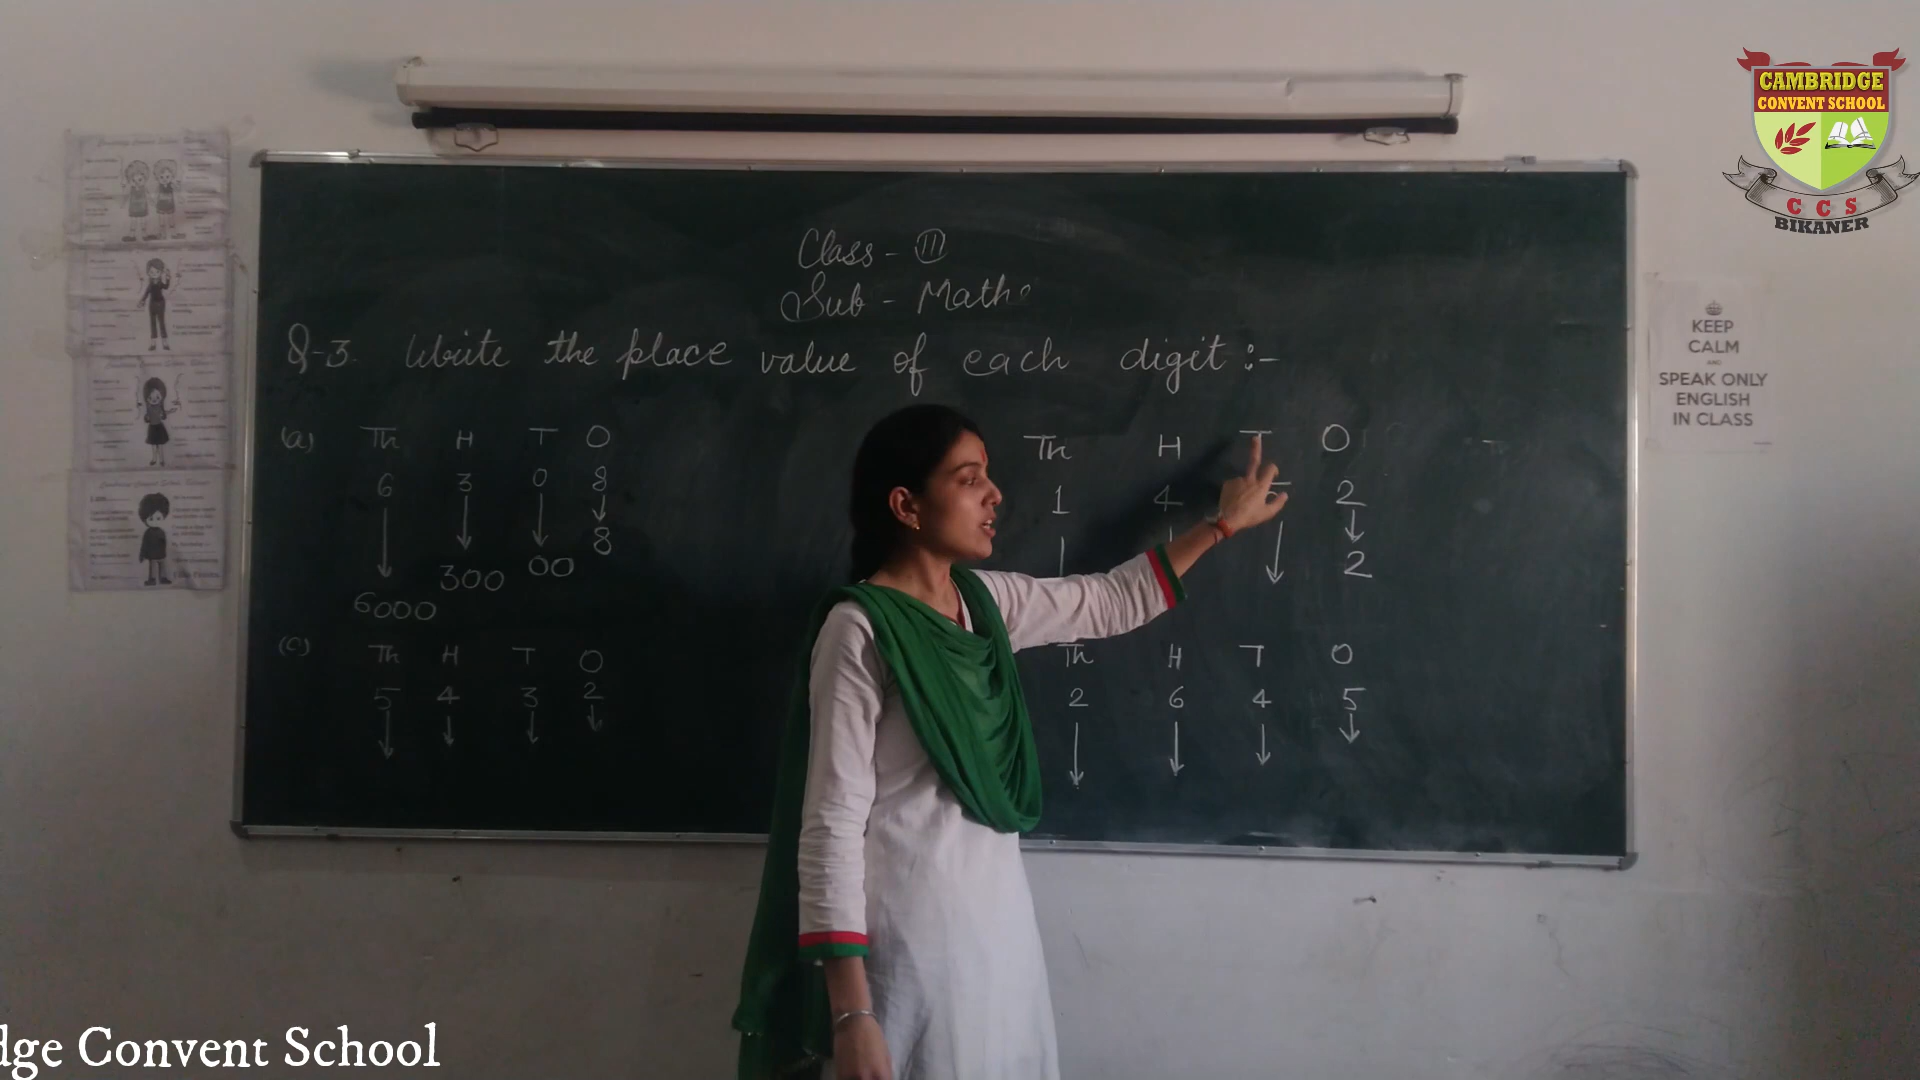 CAMBRIDGE
CONVENT SCHOOL
C C S
BIKANER
Class - III
Sub - Maths
Q-3. Write the place value of each digit :-
(a) Th H T O
6 3 0 8
8
6000 300 00
Th H T O
1 4 2
2
(c) Th H T O
5 4 3 2
Th H T O
2 6 4 5
KEEP
CALM
AND
SPEAK ONLY
ENGLISH
IN CLASS
dge Convent School